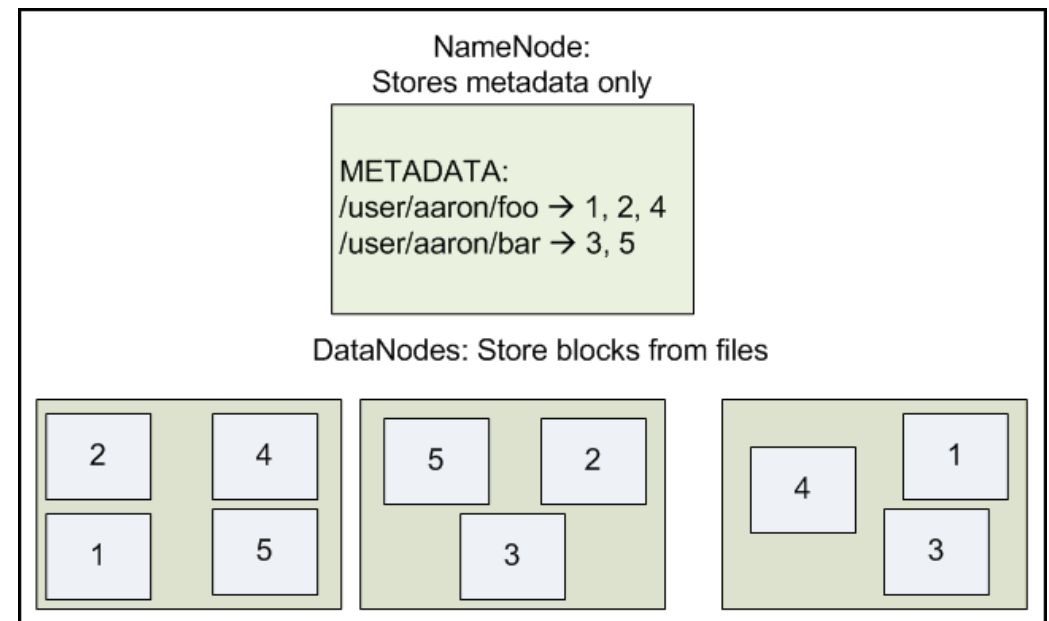 NameNode:
Stores metadata only
METADATA:
/user/aaron/foo → 1, 2, 4
/user/aaron/bar → 3, 5
DataNodes: Store blocks from files
2 4
1 5
5 2
3
4 1
3